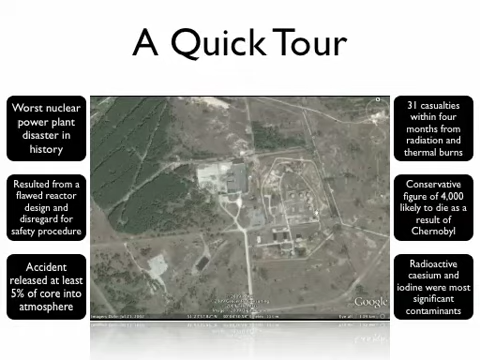 A Quick Tour
Worst nuclear
power plant
disaster in
history
Resulted from a
flawed reactor
design and
disregard for
safety procedure
Accident
released at least
5% of core into
atmosphere
31 casualties
within four
months from
radiation and
thermal burns
Conservative
figure of 4,000
likely to die as a
result of
Chernobyl
Radioactive
caesium and
iodine were most
significant
contaminants
Google